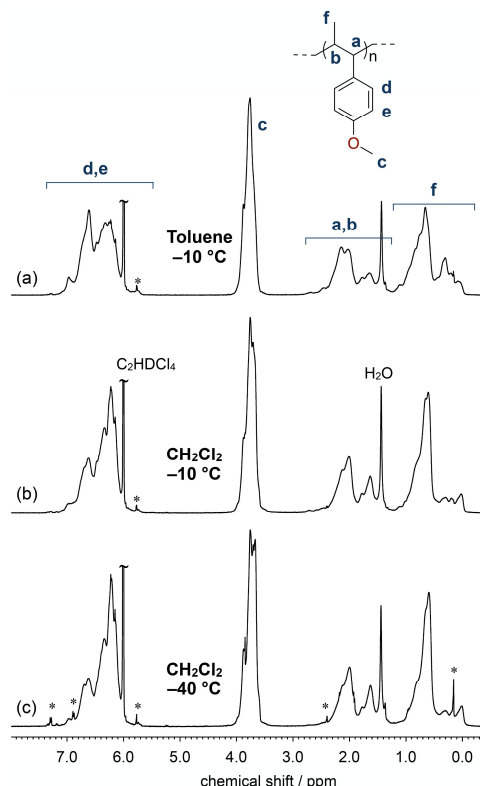 f
a
b
n
d
e
O
c
c
d,e
f
a,b
Toluene
–10 °C
(a)
*
C2HDCl4
H2O
CH2Cl2
–10 °C
(b)
*
CH2Cl2
–40 °C
(c)
* * * * *
7.0 6.0 5.0 4.0 3.0 2.0 1.0 0.0
chemical shift / ppm